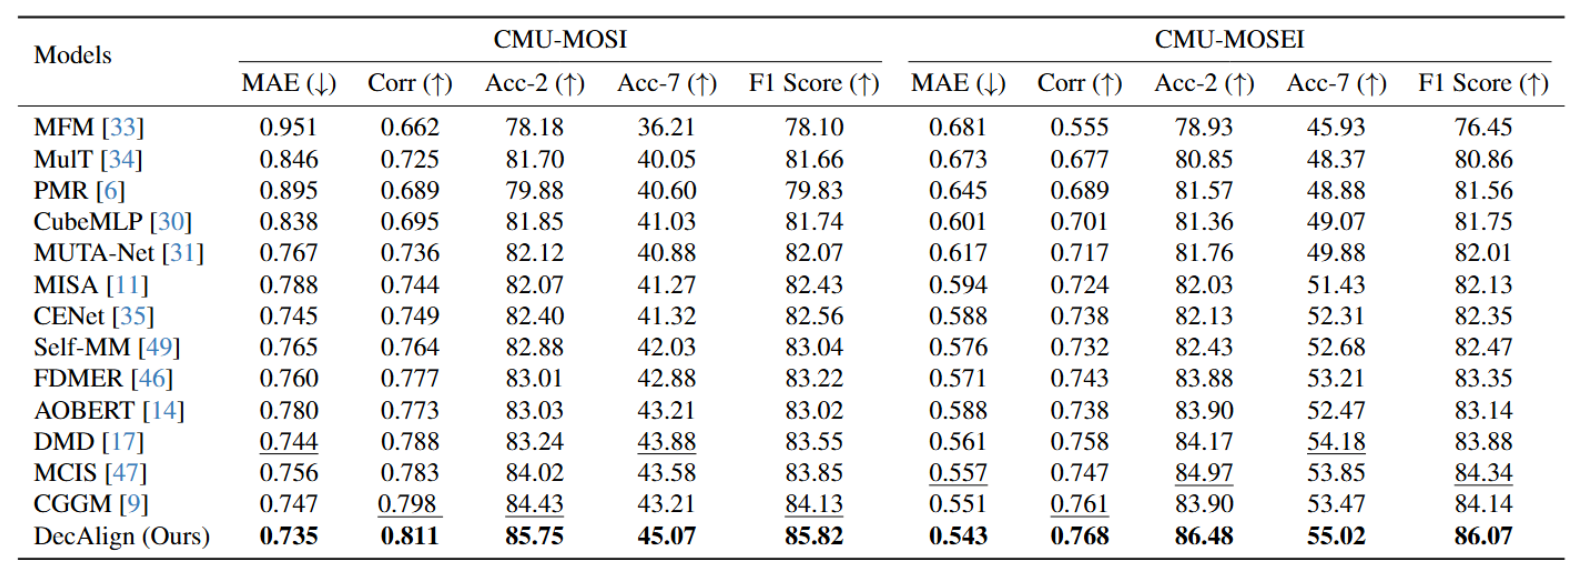 Models CMU-MOSI CMU-MOSEI
MAE (↓) Corr (↑) Acc-2 (↑) Acc-7 (↑) F1 Score (↑) MAE (↓) Corr (↑) Acc-2 (↑) Acc-7 (↑) F1 Score (↑)
MFM [33] 0.951 0.662 78.18 36.21 78.10 0.681 0.555 78.93 45.93 76.45
MulT [34] 0.846 0.725 81.70 40.05 81.66 0.673 0.677 80.85 48.37 80.86
PMR [6] 0.895 0.689 79.88 40.60 79.83 0.645 0.689 81.57 48.88 81.56
CubeMLP [30] 0.838 0.695 81.85 41.03 81.74 0.601 0.701 81.36 49.07 81.75
MUTA-Net [31] 0.767 0.736 82.12 40.88 82.07 0.617 0.717 81.76 49.88 82.01
MISA [11] 0.788 0.744 82.07 41.27 82.43 0.594 0.724 82.03 51.43 82.13
CENet [35] 0.745 0.749 82.40 41.32 82.56 0.588 0.738 82.13 52.31 82.35
Self-MM [49] 0.765 0.764 82.88 42.03 83.04 0.576 0.732 82.43 52.68 82.47
FDMER [46] 0.760 0.777 83.01 42.88 83.22 0.571 0.743 83.88 53.21 83.35
AOBERT [14] 0.780 0.773 83.03 43.21 83.02 0.588 0.738 83.90 52.47 83.14
DMD [17] 0.744 0.788 83.24 43.88 83.55 0.561 0.758 84.17 54.18 83.88
MCIS [47] 0.756 0.783 84.02 43.58 83.85 0.557 0.747 84.97 53.85 84.34
CGGM [9] 0.747 0.798 84.43 43.21 84.13 0.551 0.761 83.90 53.47 84.14
DecAlign (Ours) 0.735 0.811 85.75 45.07 85.82 0.543 0.768 86.48 55.02 86.07